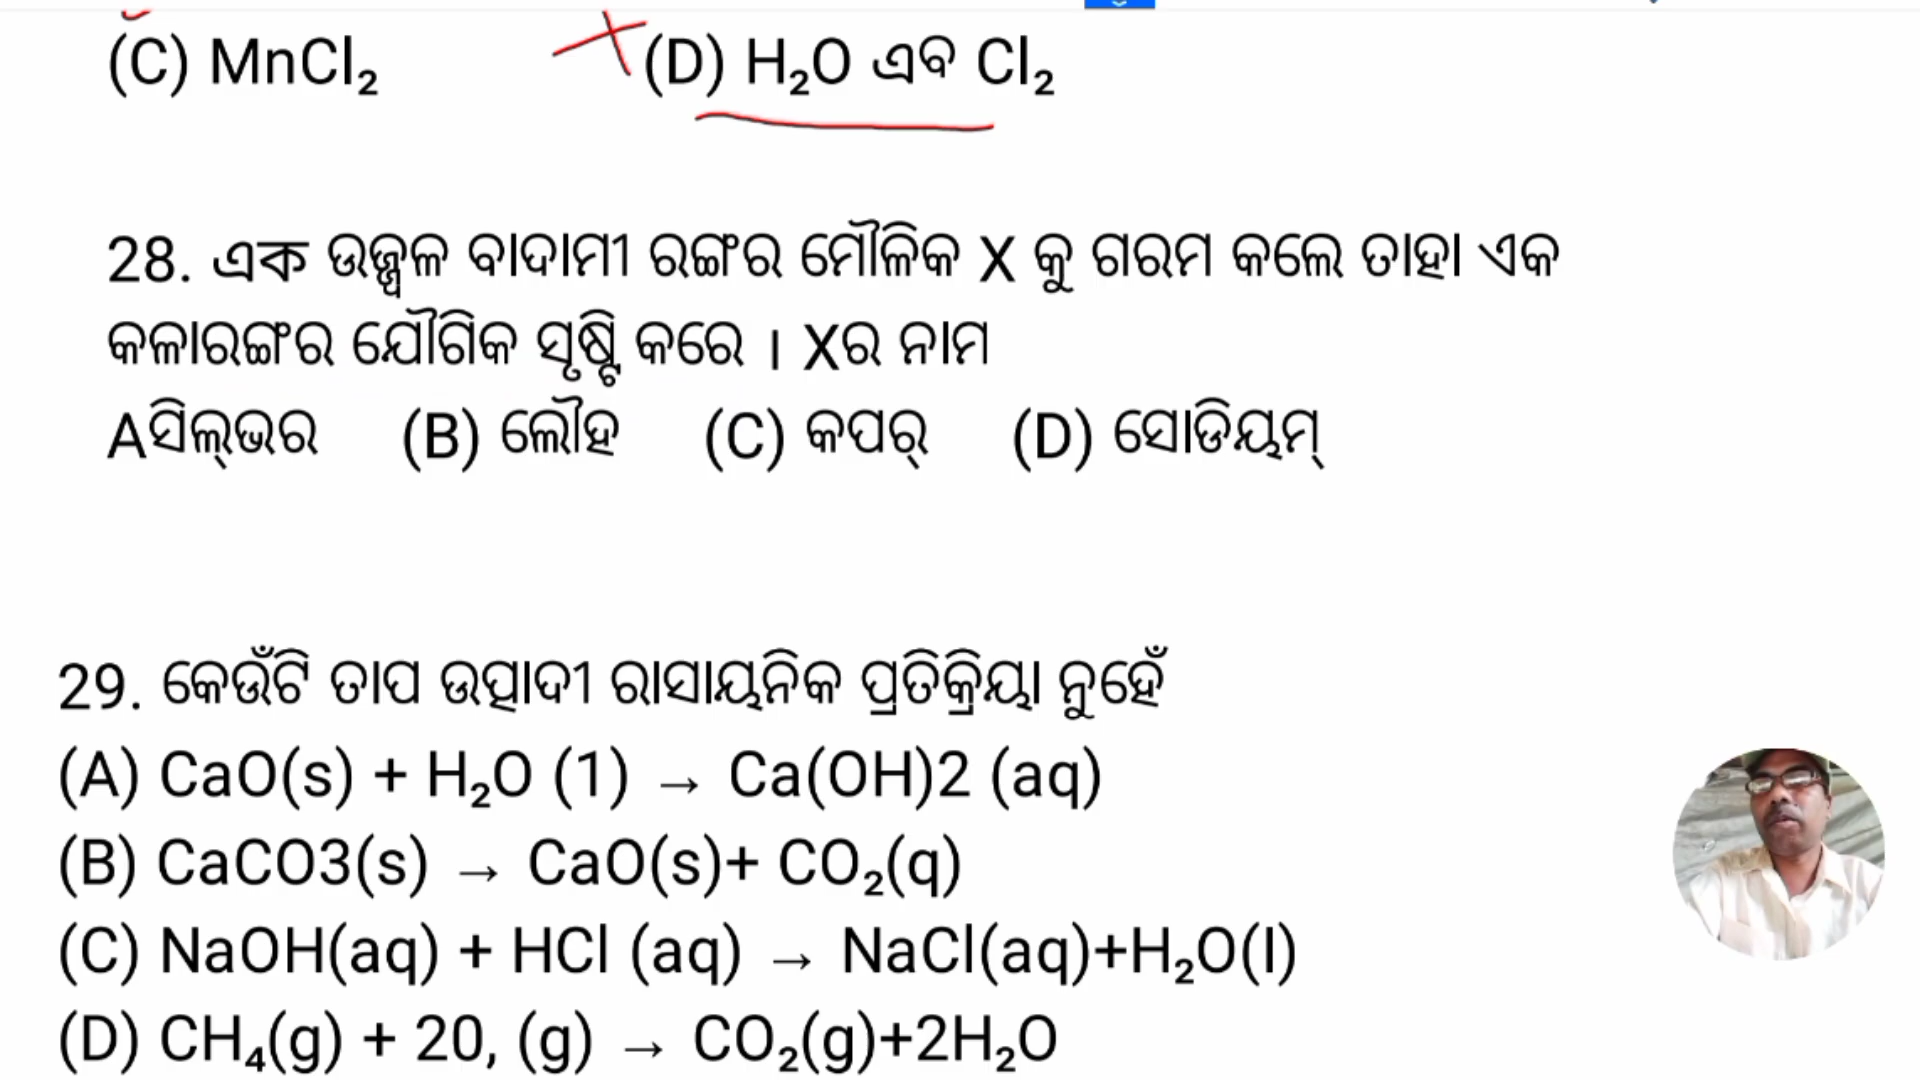 (C) MnCl₂ (D) H₂O ଏବ Cl₂
28. ଏକ ଉଜ୍ଜ୍ୱଳ ବାଦାମୀ ରଙ୍ଗର ମୌଳିକ X କୁ ଗରମ କଲେ ତାହା ଏକ
କଳାରଙ୍ଗର ଯୌଗିକ ସୃଷ୍ଟି କରେ । Xର ନାମ
Aସିଲ୍‌ଭର (B) ଲୌହ (C) କପର୍ (D) ସୋଡିୟମ୍
29. କେଉଁଟି ତାପ ଉତ୍ପାଦୀ ରାସାୟନିକ ପ୍ରତିକ୍ରିୟା ନୁହେଁ
(A) CaO(s) + H₂O (1) → Ca(OH)2 (aq)
(B) CaCO3(s) → CaO(s)+ CO₂(q)
(C) NaOH(aq) + HCl (aq) → NaCl(aq)+H₂O(l)
(D) CH₄(g) + 20, (g) → CO₂(g)+2H₂O